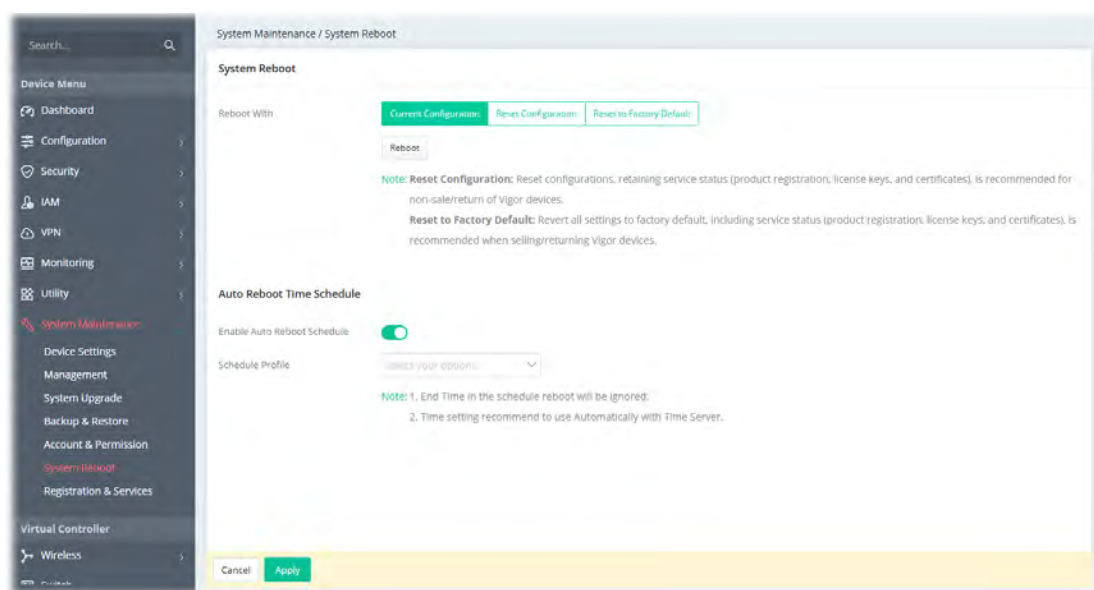 Search...
Device Menu
Dashboard
Configuration
Security
IAM
VPN
Monitoring
Utility
System Maintenance
Device Settings
Management
System Upgrade
Backup & Restore
Account & Permission
System Reboot
Registration & Services
Virtual Controller
Wireless
Switch
System Maintenance / System Reboot
System Reboot
Reboot With
Current Configuration Reset Configuration Reset to Factory Default
Reboot
Note: Reset Configuration: Reset configurations, retaining service status (product registration, license keys, and certificates), is recommended for
non-sale/return of Vigor devices.
Reset to Factory Default: Revert all settings to factory default, including service status (product registration, license keys, and certificates), is
recommended when selling/returning Vigor devices.
Auto Reboot Time Schedule
Enable Auto Reboot Schedule
Schedule Profile
Select your options
Note: 1. End Time in the schedule reboot will be ignored.
2. Time setting recommend to use Automatically with Time Server.
Cancel Apply